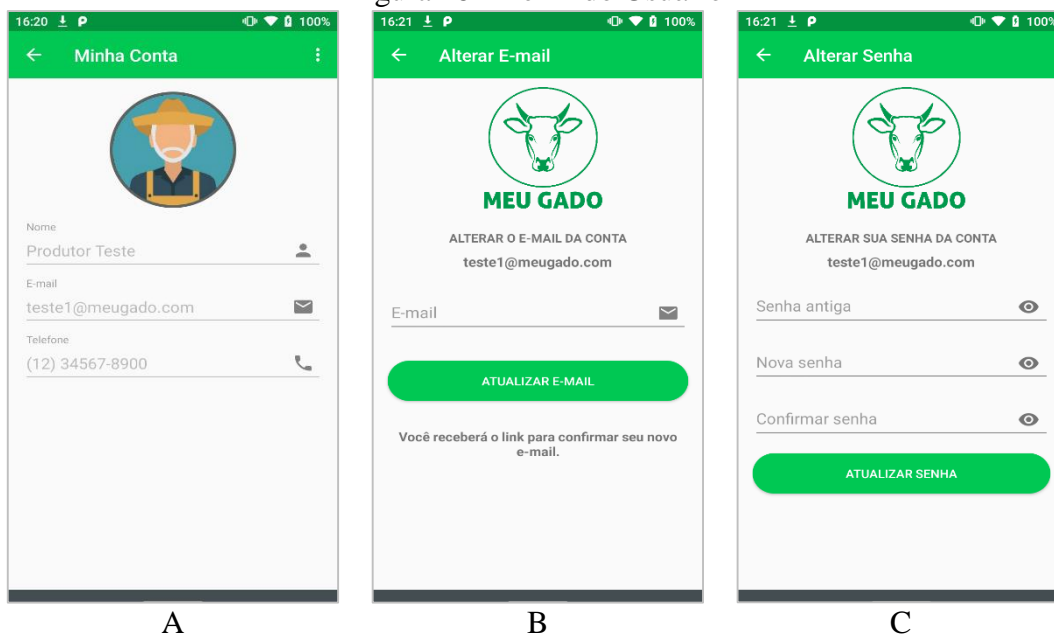 16:20 100%
Minha Conta
Nome
Produtor Teste
E-mail
teste1@meugado.com
Telefone
(12) 34567-8900
A
16:21 100%
Alterar E-mail
MEU GADO
ALTERAR O E-MAIL DA CONTA
teste1@meugado.com
E-mail
ATUALIZAR E-MAIL
Você receberá o link para confirmar seu novo
e-mail.
B
16:21 100%
Alterar Senha
MEU GADO
ALTERAR SUA SENHA DA CONTA
teste1@meugado.com
Senha antiga
Nova senha
Confirmar senha
ATUALIZAR SENHA
C